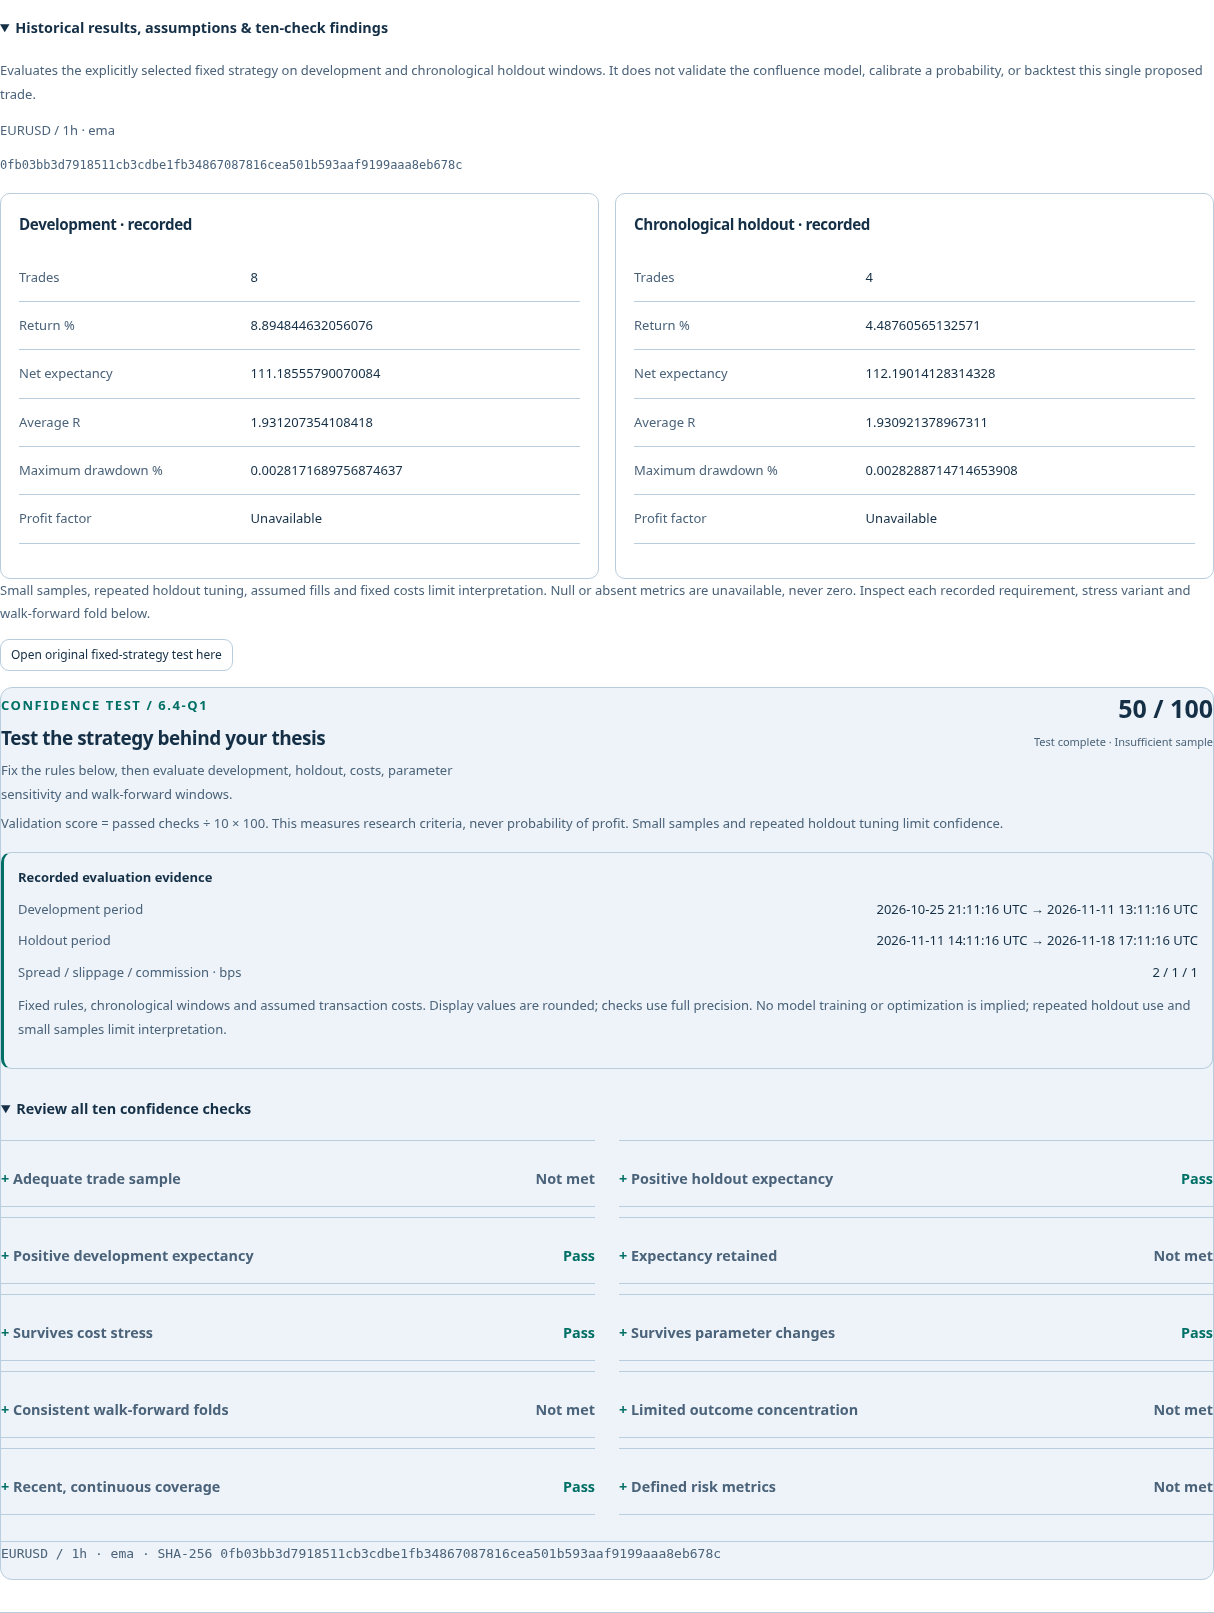 ▼ Historical results, assumptions & ten-check findings
Evaluates the explicitly selected fixed strategy on development and chronological holdout windows. It does not validate the confluence model, calibrate a probability, or backtest this single proposed
trade.
EURUSD / 1h · ema
0fb03bb3d7918511cb3cdbe1fb34867087816cea501b593aaf9199aaa8eb678c
Development · recorded
Trades 8
Return % 8.894844632056076
Net expectancy 111.18555790070084
Average R 1.931207354108418
Maximum drawdown % 0.0028171689756874637
Profit factor Unavailable
Chronological holdout · recorded
Trades 4
Return % 4.48760565132571
Net expectancy 112.19014128314328
Average R 1.930921378967311
Maximum drawdown % 0.0028288714714653908
Profit factor Unavailable
Small samples, repeated holdout tuning, assumed fills and fixed costs limit interpretation. Null or absent metrics are unavailable, never zero. Inspect each recorded requirement, stress variant and
walk-forward fold below.
Open original fixed-strategy test here
CONFIDENCE TEST / 6.4-Q1
50 / 100
Test the strategy behind your thesis
Test complete · Insufficient sample
Fix the rules below, then evaluate development, holdout, costs, parameter
sensitivity and walk-forward windows.
Validation score = passed checks ÷ 10 × 100. This measures research criteria, never probability of profit. Small samples and repeated holdout tuning limit confidence.
Recorded evaluation evidence
Development period 2026-10-25 21:11:16 UTC → 2026-11-11 13:11:16 UTC
Holdout period 2026-11-11 14:11:16 UTC → 2026-11-18 17:11:16 UTC
Spread / slippage / commission · bps 2 / 1 / 1
Fixed rules, chronological windows and assumed transaction costs. Display values are rounded; checks use full precision. No model training or optimization is implied; repeated holdout use and
small samples limit interpretation.
▼ Review all ten confidence checks
+ Adequate trade sample Not met
+ Positive holdout expectancy Pass
+ Positive development expectancy Pass
+ Expectancy retained Not met
+ Survives cost stress Pass
+ Survives parameter changes Pass
+ Consistent walk-forward folds Not met
+ Limited outcome concentration Not met
+ Recent, continuous coverage Pass
+ Defined risk metrics Not met
EURUSD / 1h · ema · SHA-256 0fb03bb3d7918511cb3cdbe1fb34867087816cea501b593aaf9199aaa8eb678c